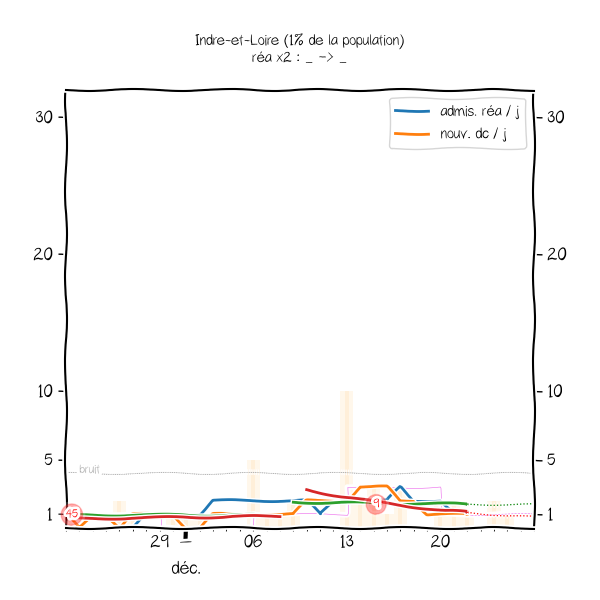 Indre-et-Loire (1% de la population)
réa x2 : _ -> _
admis. réa / j
nouv. dc / j
30
30
20
20
10
10
5
5
bruit
1
1
9
29
06
13
20
déc.